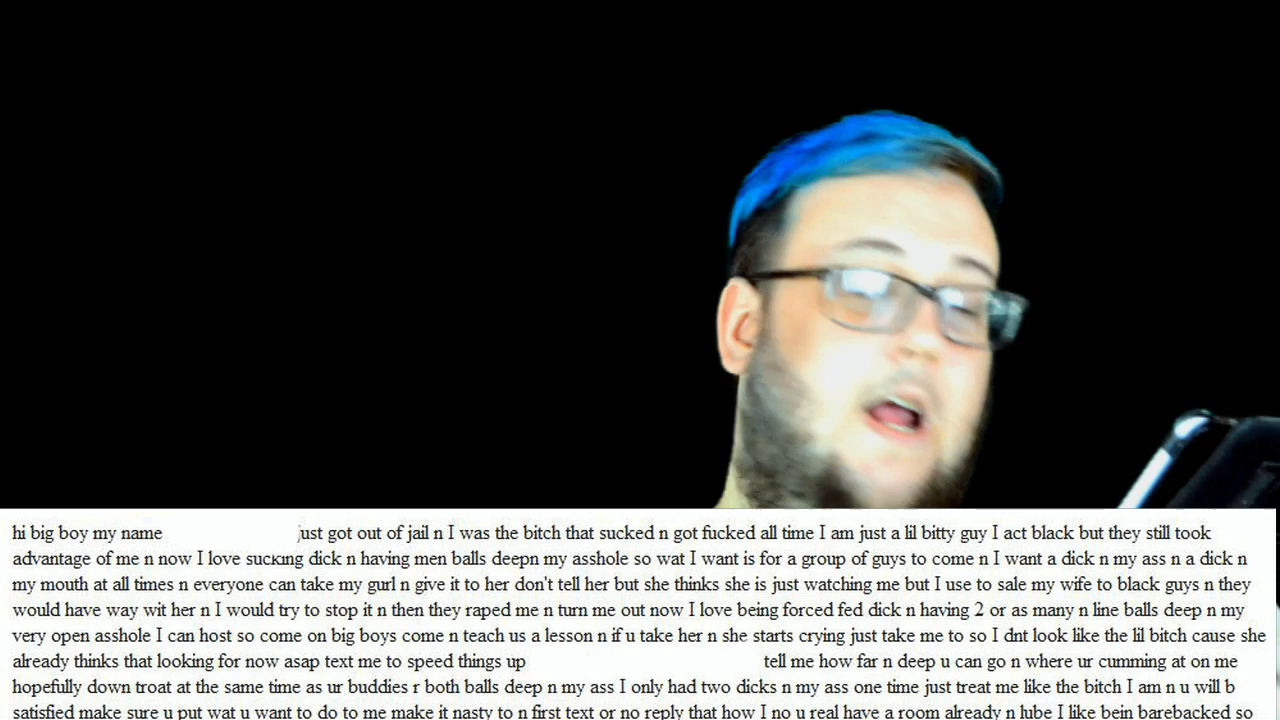 hi big boy my name just got out of jail n I was the bitch that sucked n got fucked all time I am just a lil bitty guy I act black but they still took
advantage of me n now I love sucking dick n having men balls deepn my asshole so wat I want is for a group of guys to come n I want a dick n my ass n a dick n
my mouth at all times n everyone can take my gurl n give it to her don't tell her but she thinks she is just watching me but I use to sale my wife to black guys n they
would have way wit her n I would try to stop it n then they raped me n turn me out now I love being forced fed dick n having 2 or as many n line balls deep n my
very open asshole I can host so come on big boys come n teach us a lesson n if u take her n she starts crying just take me to so I dnt look like the lil bitch cause she
already thinks that looking for now asap text me to speed things up tell me how far n deep u can go n where ur cumming at on me
hopefully down troat at the same time as ur buddies r both balls deep n my ass I only had two dicks n my ass one time just treat me like the bitch I am n u will b
satisfied make sure u put wat u want to do to me make it nasty to n first text or no reply that how I no u real have a room already n lube I like bein barebacked so